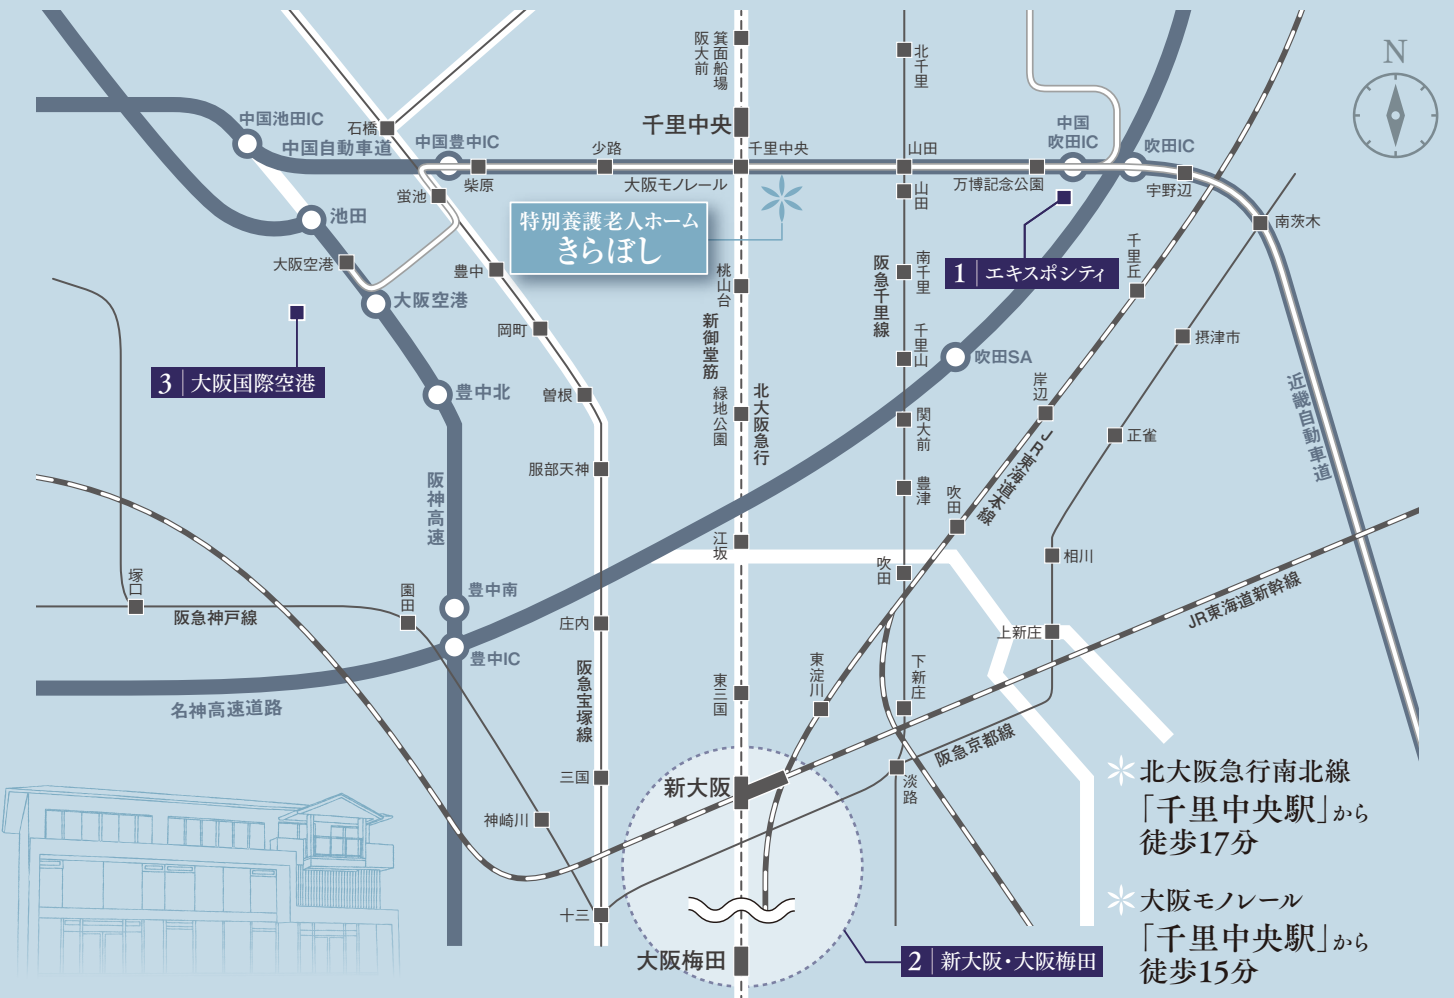 N
箕面船場
阪大前
北千里
中国池田IC
石橋
中国自動車道
中国豊中IC
千里中央
少路
千里中央
山田
中国
吹田IC
吹田IC
柴原
大阪モノレール
万博記念公園
宇野辺
蛍池
山田
池田
特別養護老人ホーム
きらぼし
南茨木
大阪空港
豊中
桃山台
阪急千里線
南千里
1 エキスポシティ
千里丘
大阪空港
岡町
新御堂筋
千里山
吹田SA
摂津市
3 大阪国際空港
豊中北
曽根
緑地公園
北大阪急行
関大前
岸辺
正雀
近畿自動車道
JR東海道本線
服部天神
阪神高速
豊津
吹田
江坂
吹田
相川
塚口
園田
豊中南
阪急神戸線
庄内
上新庄
JR東海道新幹線
豊中IC
阪急宝塚線
東三国
東淀川
下新庄
名神高速道路
阪急京都線
三国
新大阪
淡路
神崎川
十三
大阪梅田
2 新大阪・大阪梅田
北大阪急行南北線
「千里中央駅」から
徒歩17分
大阪モノレール
「千里中央駅」から
徒歩15分